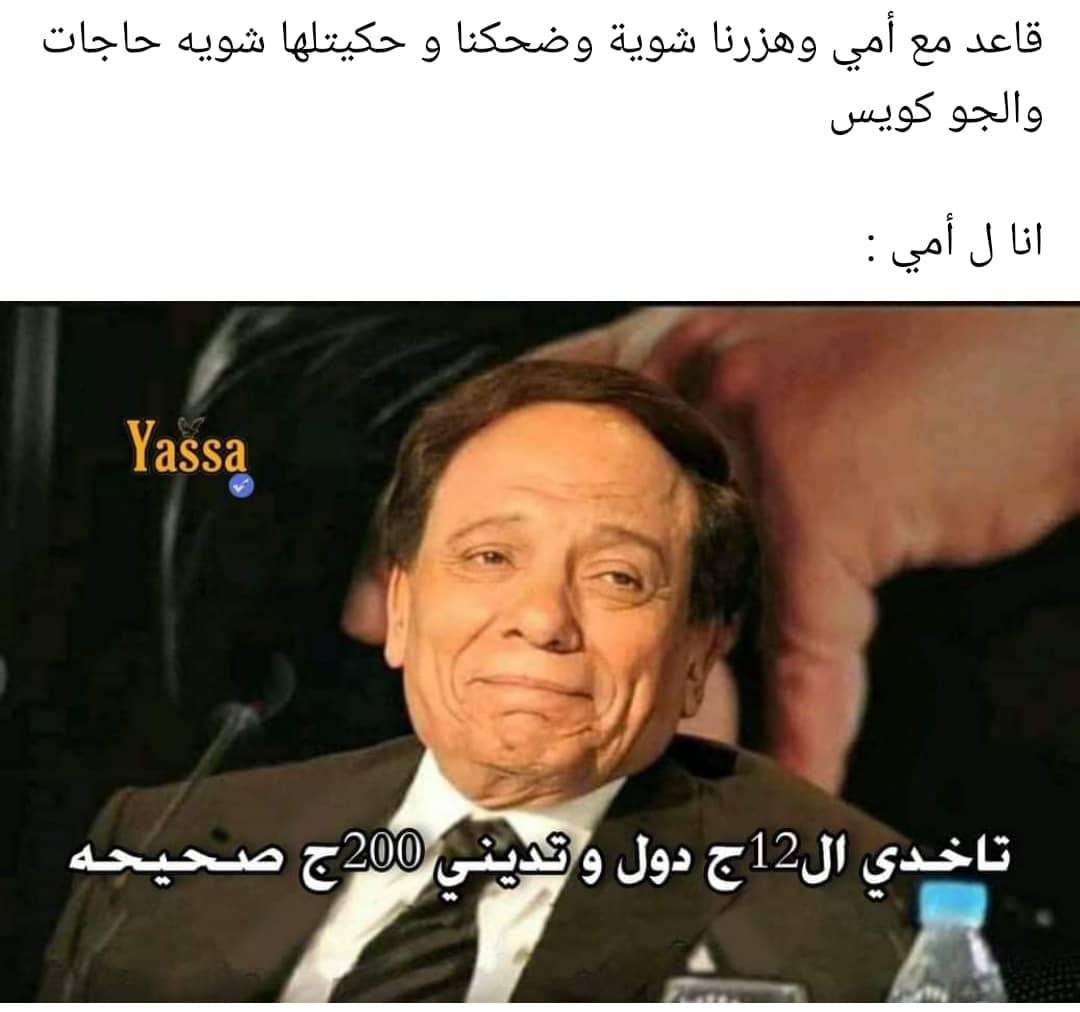 قاعد مع أمي وهزرنا شوية وضحكنا و حكيتلها شويه حاجات
والجو كويس
انا ل أمي :
Yassa
تاخدي ال12ج دول و تديني 200ج صحيحه